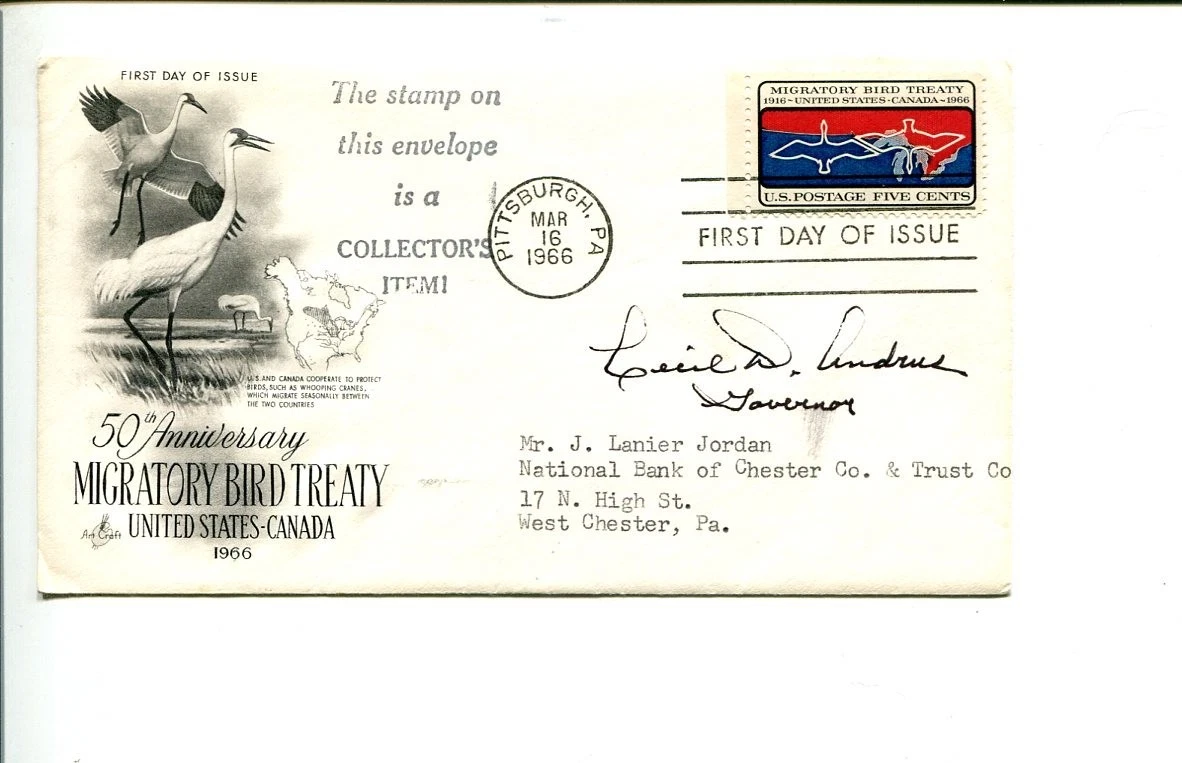 FIRST DAY OF ISSUE
The stamp on
this envelope
is a
COLLECTOR'S
ITEM!
PITTSBURGH, PA
MAR
16
1966
MIGRATORY BIRD TREATY
1916~UNITED STATES·CANADA~1966
U.S. POSTAGE FIVE CENTS
FIRST DAY OF ISSUE
Cecil D. Andrus
Governor
U.S. AND CANADA COOPERATE TO PROTECT
BIRDS, SUCH AS WHOOPING CRANES,
WHICH MIGRATE SEASONALLY BETWEEN
THE TWO COUNTRIES
50th Anniversary
MIGRATORY BIRD TREATY
UNITED STATES-CANADA
1966
Art Craft
Mr. J. Lanier Jordan
National Bank of Chester Co. & Trust Co
17 N. High St.
West Chester, Pa.